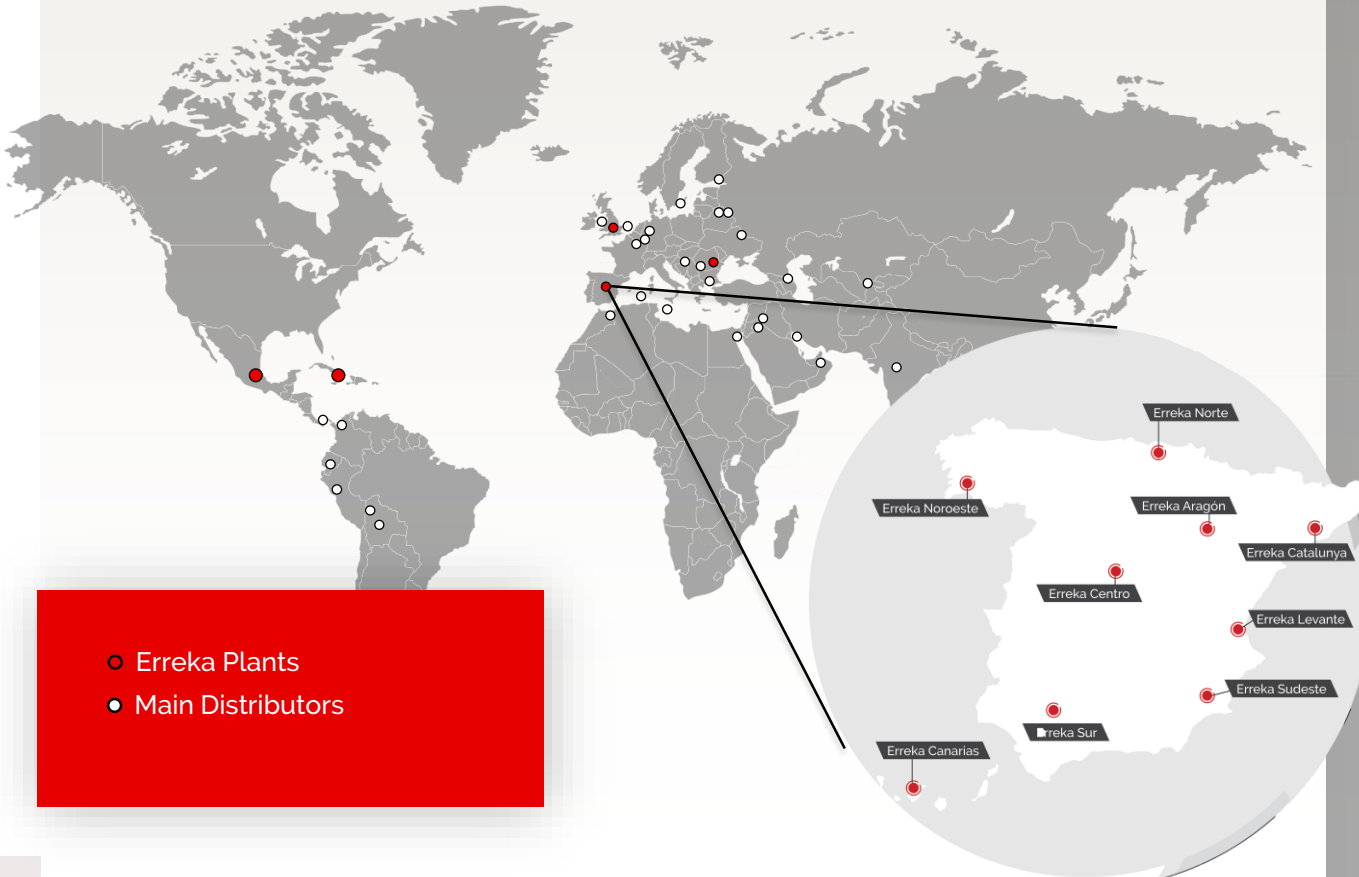 Erreka Norte
Erreka Noroeste
Erreka Aragón
Erreka Catalunya
Erreka Centro
Erreka Levante
Erreka Sudeste
Erreka Sur
Erreka Canarias
Erreka Plants
Main Distributors